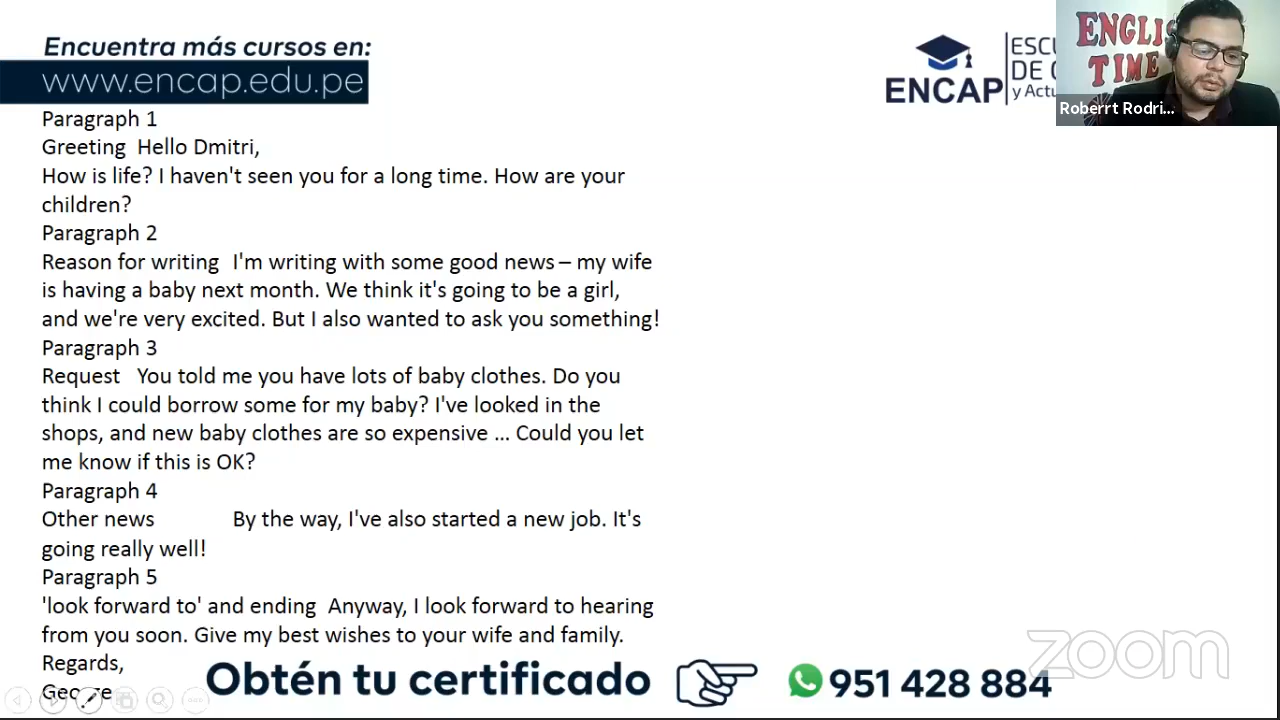 Encuentra más cursos en:
www.encap.edu.pe
ENCAP
ESCU
DE C
y Actu
ENGLIS
TIME
Roberrt Rodri...
Paragraph 1
Greeting Hello Dmitri,
How is life? I haven't seen you for a long time. How are your
children?
Paragraph 2
Reason for writing I'm writing with some good news – my wife
is having a baby next month. We think it's going to be a girl,
and we're very excited. But I also wanted to ask you something!
Paragraph 3
Request You told me you have lots of baby clothes. Do you
think I could borrow some for my baby? I've looked in the
shops, and new baby clothes are so expensive ... Could you let
me know if this is OK?
Paragraph 4
Other news By the way, I've also started a new job. It's
going really well!
Paragraph 5
'look forward to' and ending Anyway, I look forward to hearing
from you soon. Give my best wishes to your wife and family.
Regards,
George
Obtén tu certificado
951 428 884
zoom